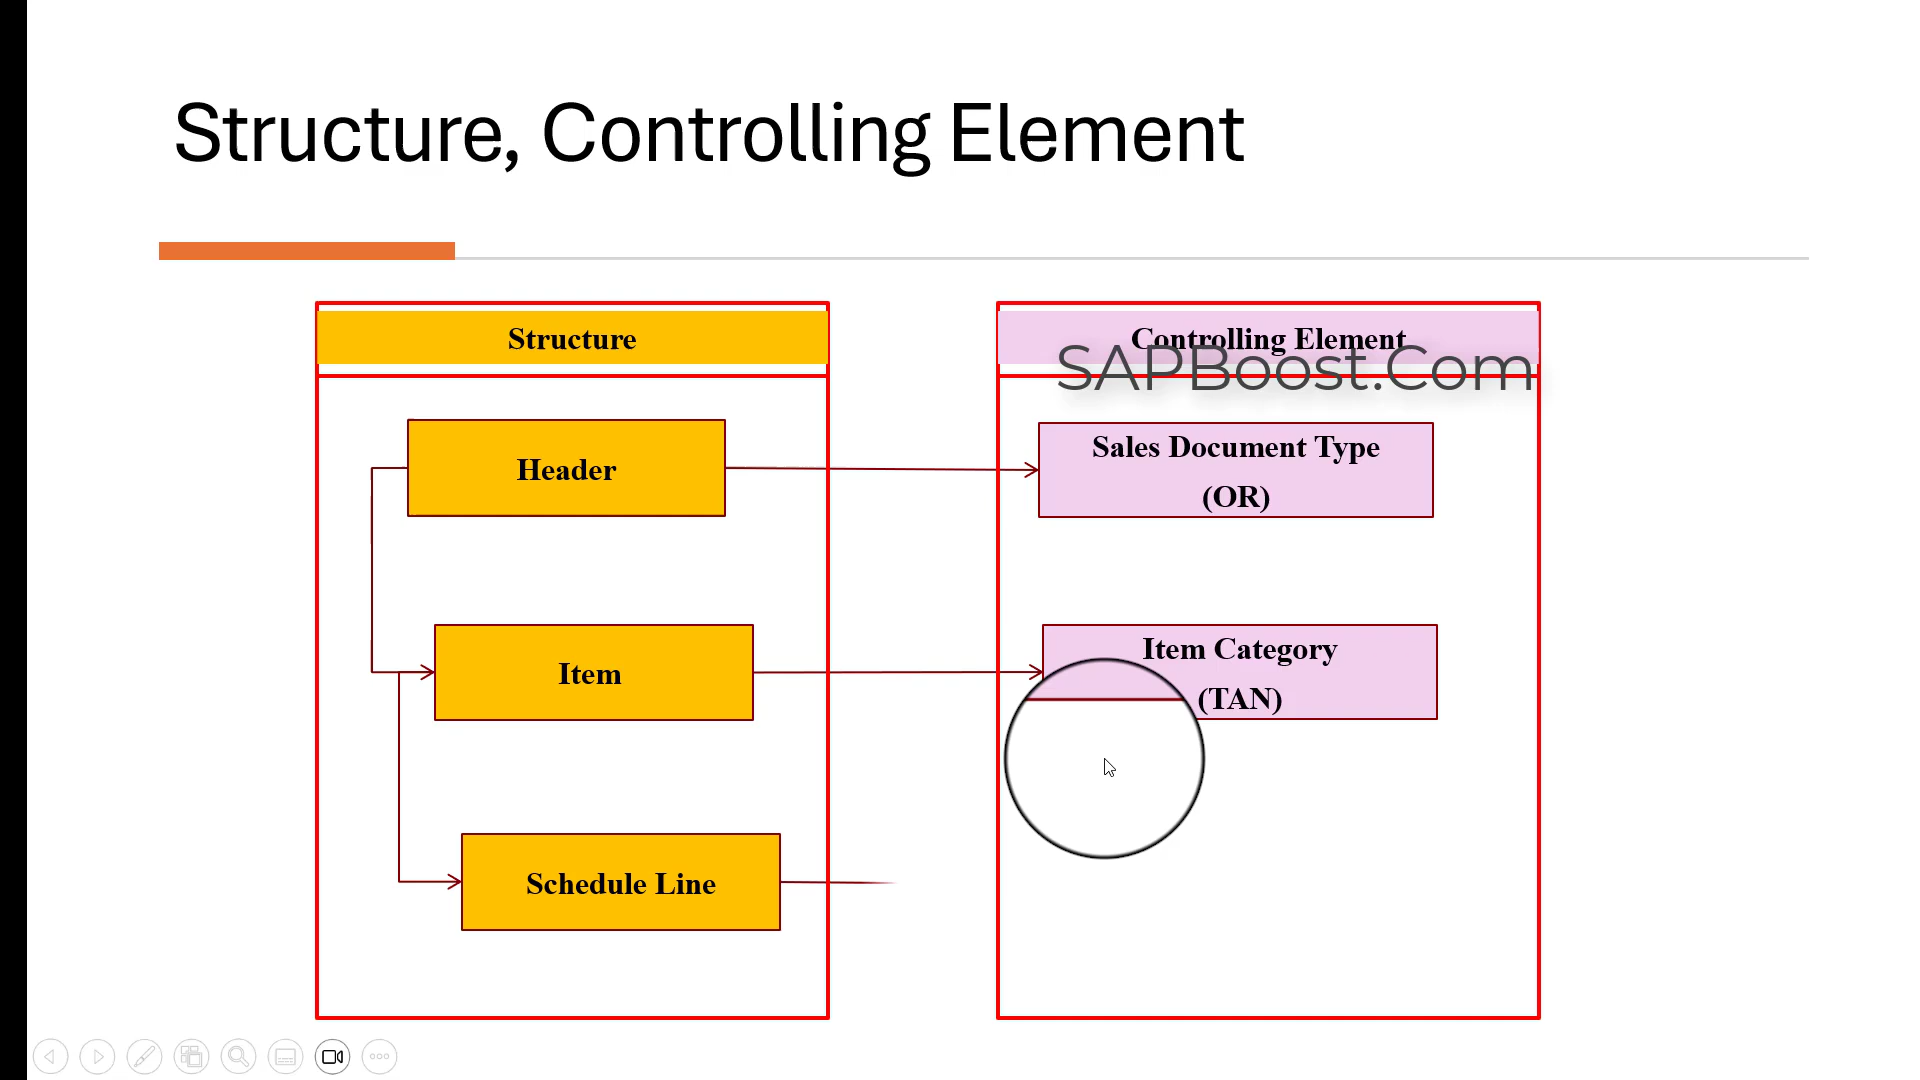 Structure, Controlling Element
Structure
Controlling Element
SAPBoost.Com
Header
Sales Document Type
(OR)
Item
Item Category
(TAN)
Schedule Line